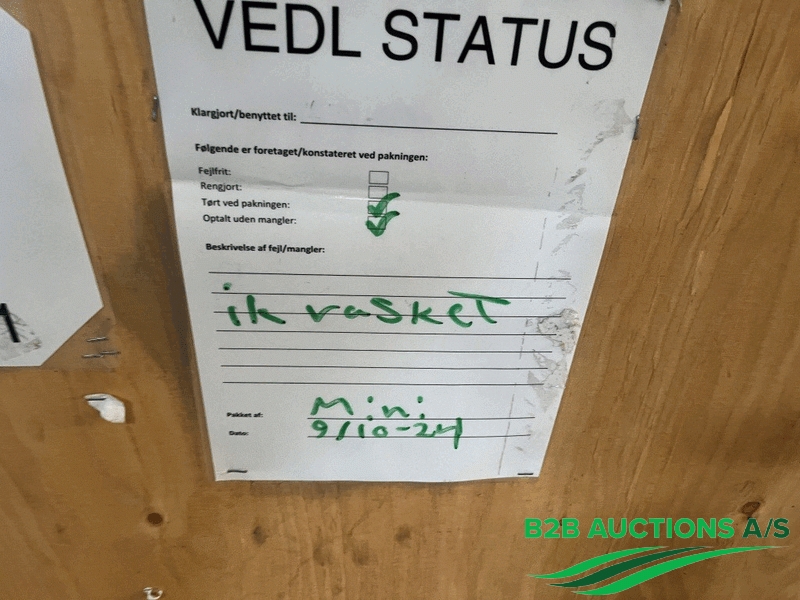 VEDL STATUS
Klargjort/benyttet til:
Følgende er foretaget/konstateret ved pakningen:
Fejlfrit:
Rengjort:
Tørt ved pakningen:
Optalt uden mangler:
Beskrivelse af fejl/mangler:
ik vasket
Pakket af: Mini
Dato: 9/10-24
B2B AUCTIONS A/S